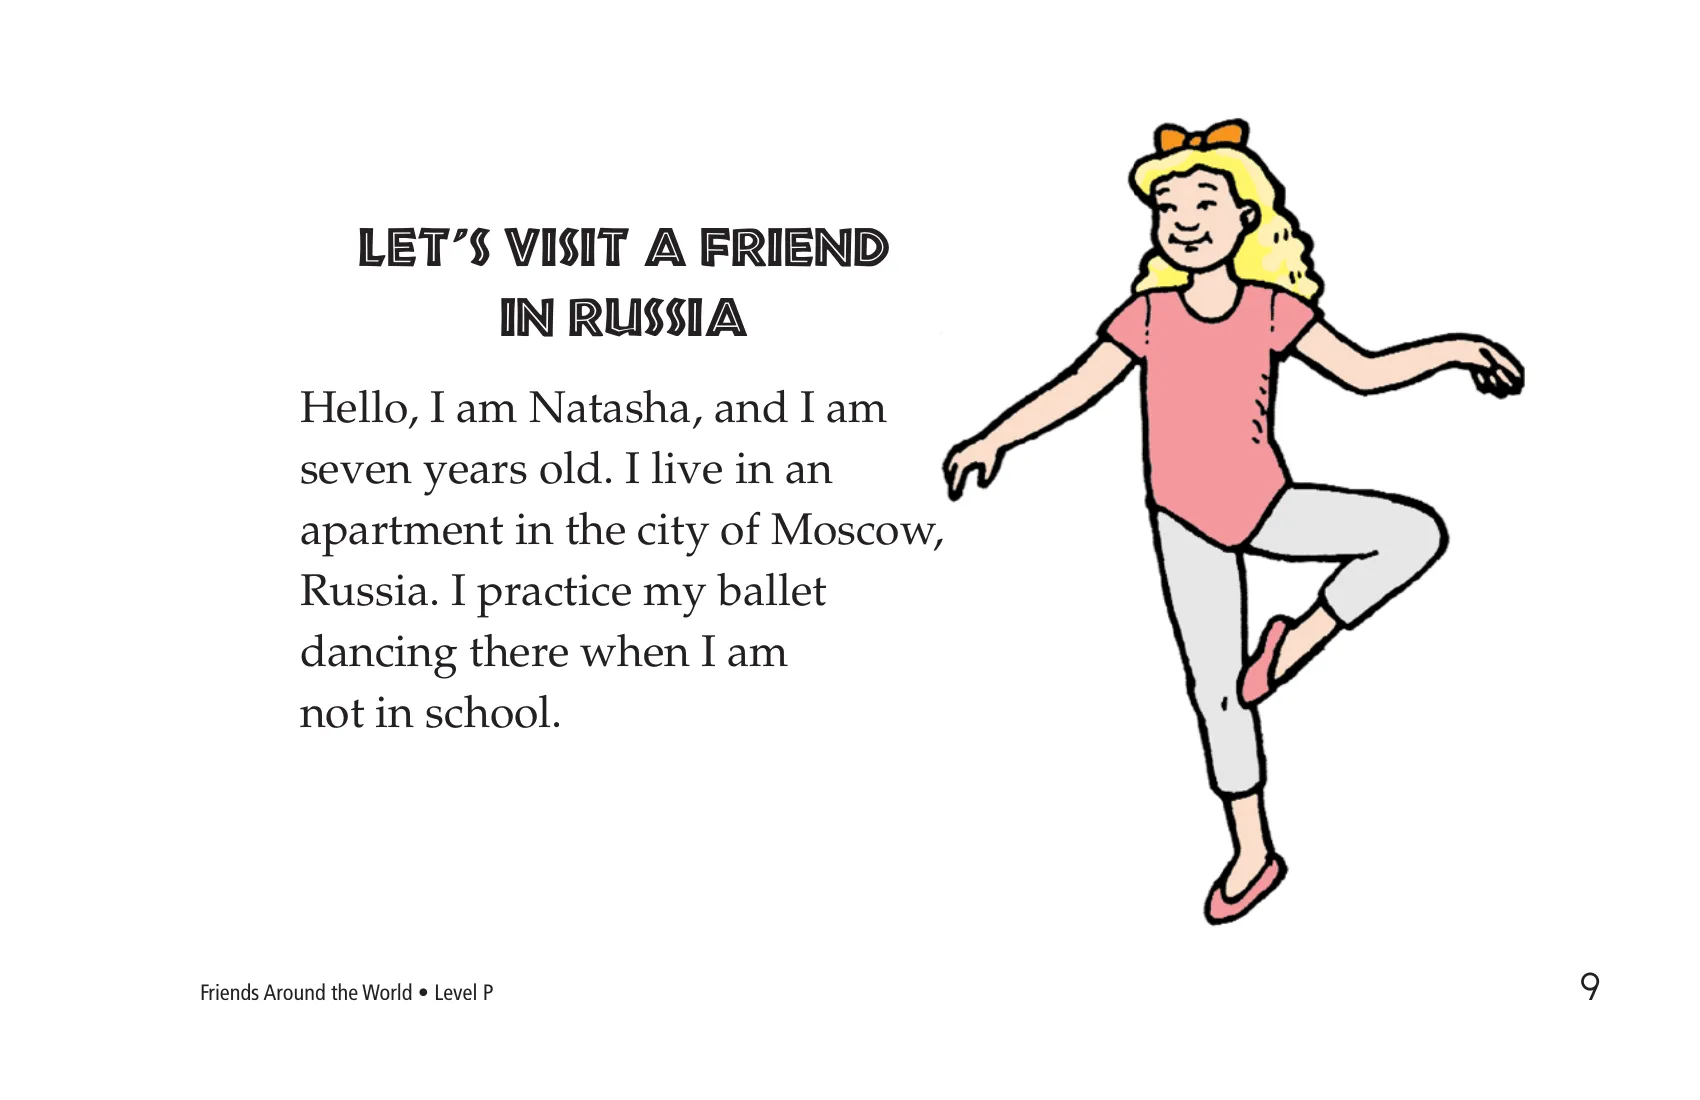 LET'S VISIT A FRIEND
IN RUSSIA
Hello, I am Natasha, and I am
seven years old. I live in an
apartment in the city of Moscow,
Russia. I practice my ballet
dancing there when I am
not in school.
Friends Around the World • Level P
9